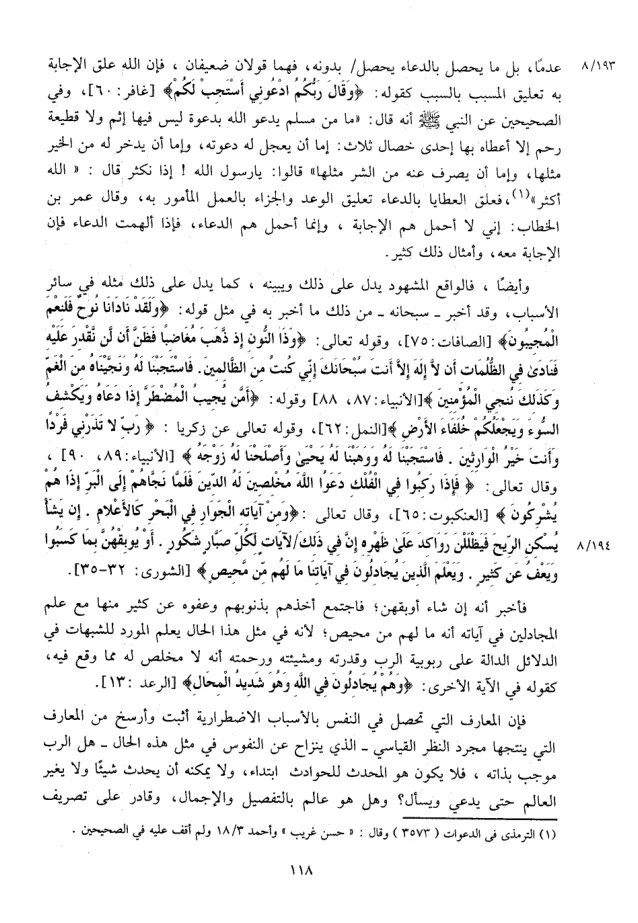 ٨/١٩٣ عدمًا، بل ما يحصل بالدعاء يحصل/ بدونه، فهما قولان ضعيفان ، فإن الله علق الإجابة
به تعليق المسبب بالسبب كقوله: ﴿وَقَالَ رَبُّكُمُ ادْعُونِي أَسْتَجِبْ لَكُمْ﴾ [غافر:٦٠]، وفي
الصحيحين عن النبي ﷺ أنه قال: «ما من مسلم يدعو الله بدعوة ليس فيها إثم ولا قطيعة
رحم إلا أعطاه بها إحدى خصال ثلاث: إما أن يعجل له دعوته، وإما أن يدخر له من الخير
مثلها، وإما أن يصرف عنه من الشر مثلها» قالوا: يارسول الله ! إذا نكثر قال : « الله
أكثر»(١)،فعلق العطايا بالدعاء تعليق الوعد والجزاء بالعمل المأمور به، وقال عمر بن
الخطاب: إني لا أحمل هم الإجابة ، وإنما أحمل هم الدعاء، فإذا ألهمت الدعاء فإن
الإجابة معه، وأمثال ذلك كثير.
وأيضًا ، فالواقع المشهود يدل على ذلك ويبينه ، كما يدل على ذلك مثله في سائر
الأسباب، وقد أخبر ـ سبحانه ـ من ذلك ما أخبر به في مثل قوله: ﴿وَلَقَدْ نَادَانَا نُوحٌ فَلَنِعْمَ
الْمُجِيبُونَ﴾ [الصافات:٧٥]، وقوله تعالى: ﴿وَذَا النُّونِ إِذ ذَّهَبَ مُغَاضِبًا فَظَنَّ أَن لَّن نَّقْدِرَ عَلَيْهِ
فَنَادَىٰ فِي الظُّلُمَاتِ أَن لاَّ إِلَهَ إِلاَّ أَنتَ سُبْحَانَكَ إِنِّي كُنتُ مِنَ الظَّالِمِينَ . فَاسْتَجَبْنَا لَهُ وَنَجَّيْنَاهُ مِنَ الْغَمِّ
وَكَذَلِكَ نُنجِي الْمُؤْمِنِينَ ﴾[الأنبياء:٨٧، ٨٨] وقوله: ﴿أَمَّن يُجِيبُ الْمُضْطَرَّ إِذَا دَعَاهُ وَيَكْشِفُ
السُّوءَ وَيَجْعَلُكُمْ خُلَفَاءَ الأَرْضِ ﴾[النمل:٦٢]، وقوله تعالى عن زكريا : ﴿ رَبِّ لا تَذَرْنِي فَرْدًا
وَأَنتَ خَيْرُ الْوَارِثِينَ . فَاسْتَجَبْنَا لَهُ وَوَهَبْنَا لَهُ يَحْيَىٰ وَأَصْلَحْنَا لَهُ زَوْجَهُ ﴾ [الأنبياء:٨٩، ٩٠] ،
وقال تعالى: ﴿ فَإِذَا رَكِبُوا فِي الْفُلْكِ دَعَوُا اللَّهَ مُخْلِصِينَ لَهُ الدِّينَ فَلَمَّا نَجَّاهُمْ إِلَى الْبَرِّ إِذَا هُمْ
يُشْرِكُونَ ﴾ [العنكبوت:٦٥]، وقال تعالى :﴿وَمِنْ آيَاتِهِ الْجَوَارِ فِي الْبَحْرِ كَالأَعْلامِ . إِن يَشَأْ
٨/١٩٤ يُسْكِنِ الرِّيحَ فَيَظْلَلْنَ رَوَاكِدَ عَلَىٰ ظَهْرِهِ إِنَّ فِي ذَلِكَ/لآيَاتٍ لِّكُلِّ صَبَّارٍ شَكُورٍ . أَوْ يُوبِقْهُنَّ بِمَا كَسَبُوا
وَيَعْفُ عَن كَثِيرٍ . وَيَعْلَمَ الَّذِينَ يُجَادِلُونَ فِي آيَاتِنَا مَا لَهُم مِّن مَّحِيصٍ ﴾ [الشورى: ٣٢-٣٥].
فأخبر أنه إن شاء أوبقهن؛ فاجتمع أخذهم بذنوبهم وعفوه عن كثير منها مع علم
المجادلين في آياته أنه ما لهم من محيص؛ لأنه في مثل هذا الحال يعلم المورد للشبهات في
الدلائل الدالة على ربوبية الرب وقدرته ومشيئته ورحمته أنه لا مخلص له مما وقع فيه،
كقوله في الآية الأخرى: ﴿وَهُمْ يُجَادِلُونَ فِي اللَّهِ وَهُوَ شَدِيدُ الْمِحَالِ﴾[الرعد :١٣].
فإن المعارف التي تحصل في النفس بالأسباب الاضطرارية أثبت وأرسخ من المعارف
التي ينتجها مجرد النظر القياسي ـ الذي ينزاح عن النفوس في مثل هذه الحال ـ هل الرب
موجب بذاته ، فلا يكون هو المحدث للحوادث ابتداء، ولا يمكنه أن يحدث شيئًا ولا يغير
العالم حتى يدعي ويسأل؟ وهل هو عالم بالتفصيل والإجمال، وقادر على تصريف
(١) الترمذى فى الدعوات ( ٣٥٧٣ ) وقال : « حسن غريب » وأحمد ١٨/٣ ولم أقف عليه في الصحيحين .
١١٨